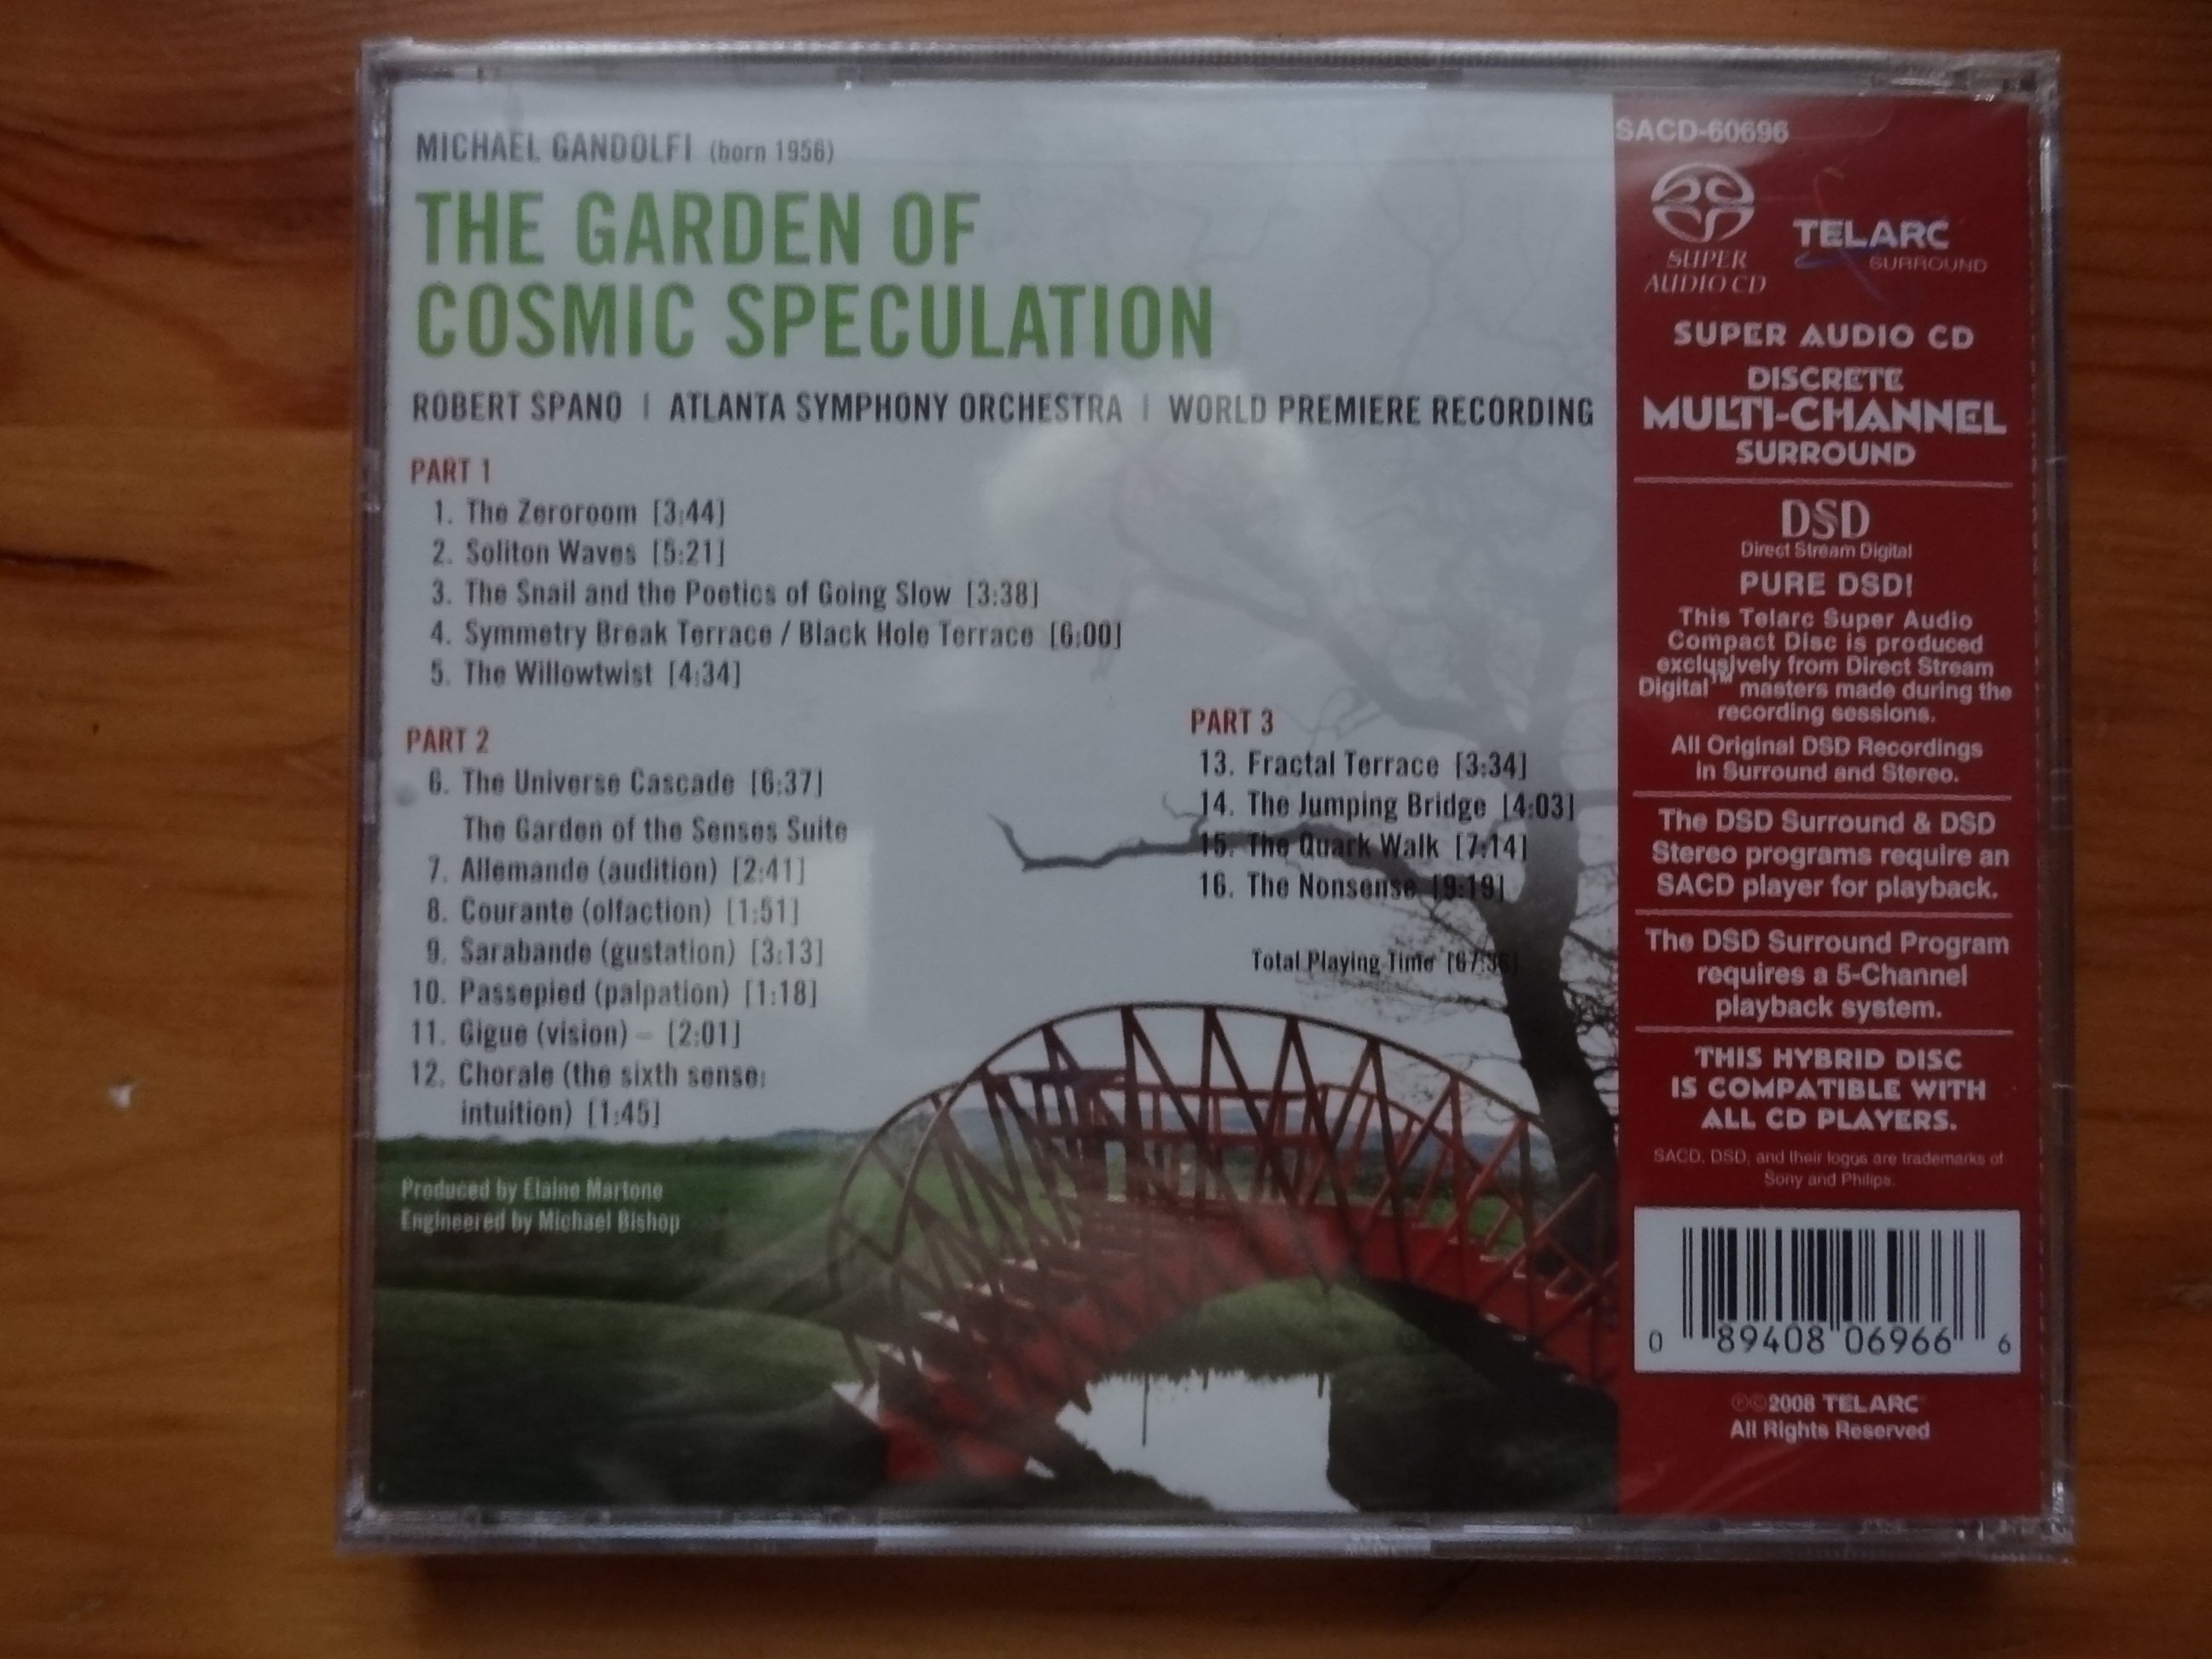 MICHAEL GANDOLFI (born 1956)
THE GARDEN OF
COSMIC SPECULATION
ROBERT SPANO | ATLANTA SYMPHONY ORCHESTRA | WORLD PREMIERE RECORDING
PART 1
1. The Zeroroom [3:44]
2. Soliton Waves [5:21]
3. The Snail and the Poetics of Going Slow [3:38]
4. Symmetry Break Terrace / Black Hole Terrace [6:00]
5. The Willowtwist [4:34]
PART 2
6. The Universe Cascade [6:37]
The Garden of the Senses Suite
7. Allemande (audition) [2:41]
8. Courante (olfaction) [1:51]
9. Sarabande (gustation) [3:13]
10. Passepied (palpation) [1:18]
11. Gigue (vision) – [2:01]
12. Chorale (the sixth sense:
intuition) [1:45]
PART 3
13. Fractal Terrace [3:34]
14. The Jumping Bridge [4:03]
15. The Quark Walk [7:14]
16. The Nonsense [9:19]
Total Playing Time
Produced by Elaine Martone
Engineered by Michael Bishop
SACD-60696
SUPER
AUDIO CD
TELARC
SURROUND
SUPER AUDIO CD
DISCRETE
MULTI-CHANNEL
SURROUND
DSD
Direct Stream Digital
PURE DSD!
This Telarc Super Audio
Compact Disc is produced
exclusively from Direct Stream
Digital™ masters made during the
recording sessions.
All Original DSD Recordings
in Surround and Stereo.
The DSD Surround & DSD
Stereo programs require an
SACD player for playback.
The DSD Surround Program
requires a 5-Channel
playback system.
THIS HYBRID DISC
IS COMPATIBLE WITH
ALL CD PLAYERS.
SACD, DSD, and their logos are trademarks of
Sony and Philips.
0 89408 06966 6
℗©2008 TELARC
All Rights Reserved